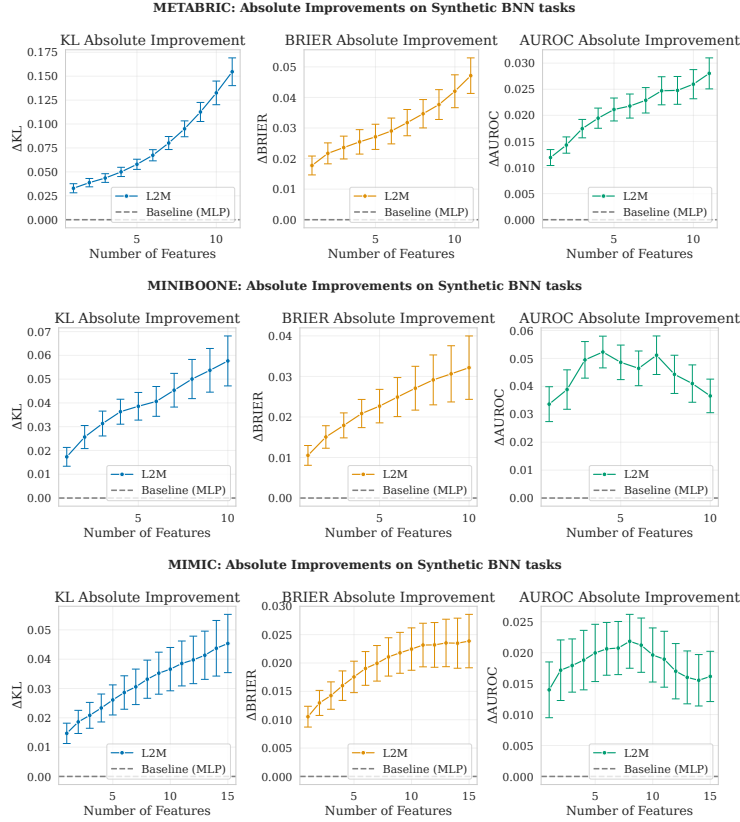 METABRIC: Absolute Improvements on Synthetic BNN tasks
KL Absolute Improvement
BRIER Absolute Improvement
AUROC Absolute Improvement
ΔKL
0.175
0.150
0.125
0.100
0.075
0.050
0.025
0.000
L2M
Baseline (MLP)
5
10
Number of Features
ΔBRIER
0.05
0.04
0.03
0.02
0.01
0.00
L2M
Baseline (MLP)
5
10
Number of Features
ΔAUROC
0.030
0.025
0.020
0.015
0.010
0.005
0.000
L2M
Baseline (MLP)
5
10
Number of Features
MINIBOONE: Absolute Improvements on Synthetic BNN tasks
KL Absolute Improvement
BRIER Absolute Improvement
AUROC Absolute Improvement
ΔKL
0.07
0.06
0.05
0.04
0.03
0.02
0.01
0.00
L2M
Baseline (MLP)
5
10
Number of Features
ΔBRIER
0.04
0.03
0.02
0.01
0.00
L2M
Baseline (MLP)
5
10
Number of Features
ΔAUROC
0.06
0.05
0.04
0.03
0.02
0.01
0.00
L2M
Baseline (MLP)
5
10
Number of Features
MIMIC: Absolute Improvements on Synthetic BNN tasks
KL Absolute Improvement
BRIER Absolute Improvement
AUROC Absolute Improvement
ΔKL
0.05
0.04
0.03
0.02
0.01
0.00
L2M
Baseline (MLP)
5
10
15
Number of Features
ΔBRIER
0.030
0.025
0.020
0.015
0.010
0.005
0.000
L2M
Baseline (MLP)
5
10
15
Number of Features
ΔAUROC
0.025
0.020
0.015
0.010
0.005
0.000
L2M
Baseline (MLP)
5
10
15
Number of Features